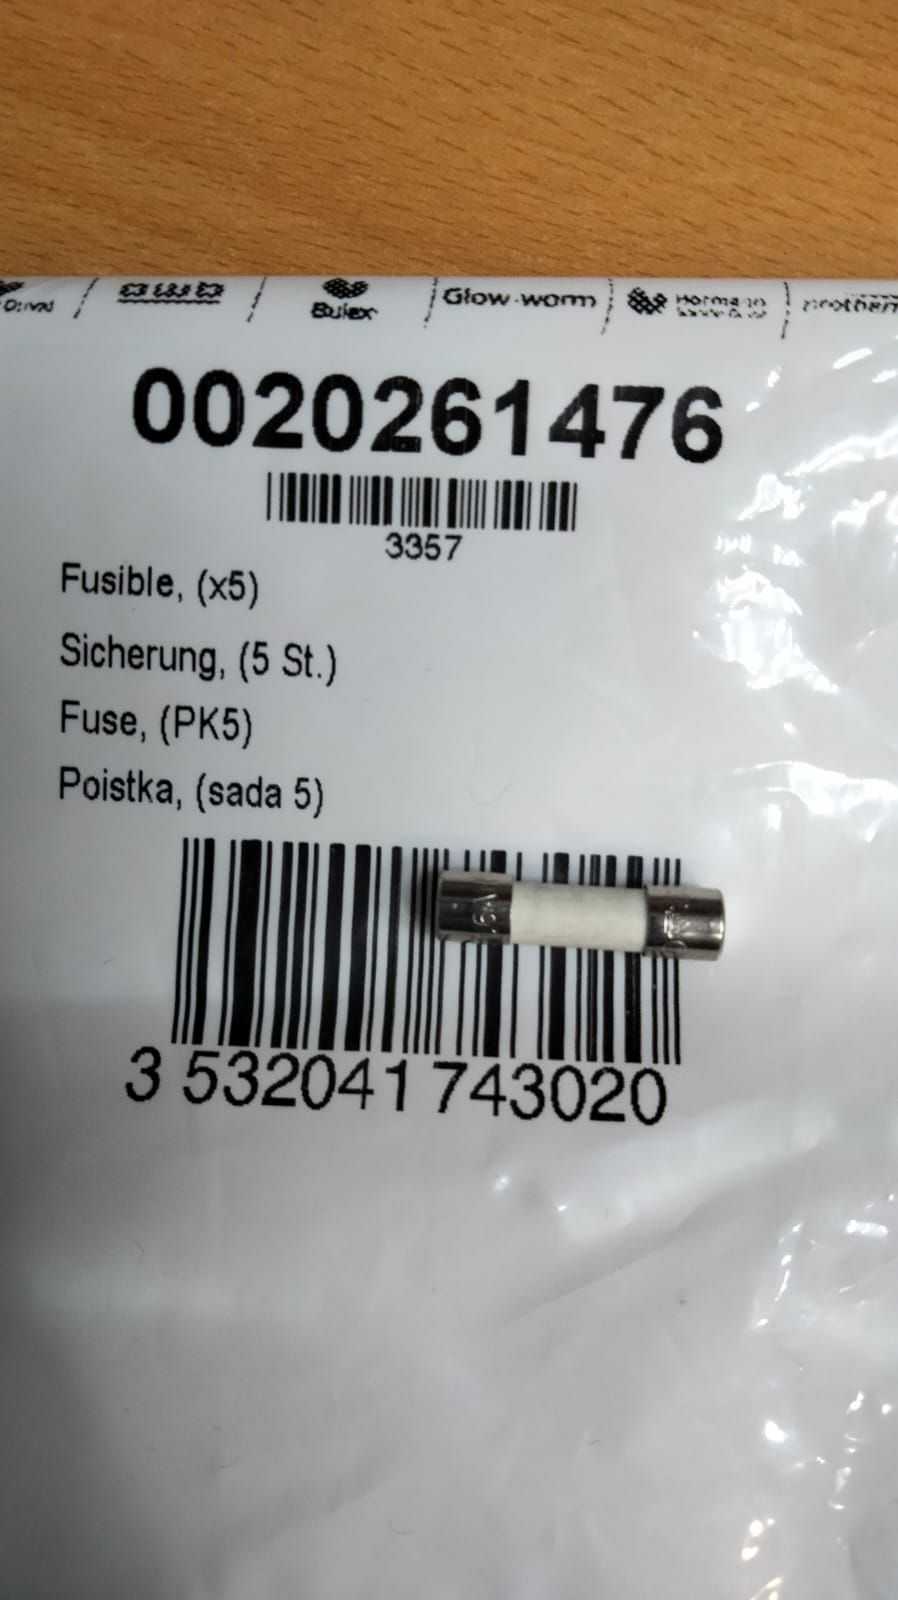 Bulex Glow-worm
0020261476
3357
Fusible, (x5)
Sicherung, (5 St.)
Fuse, (PK5)
Poistka, (sada 5)
3 532041 743020